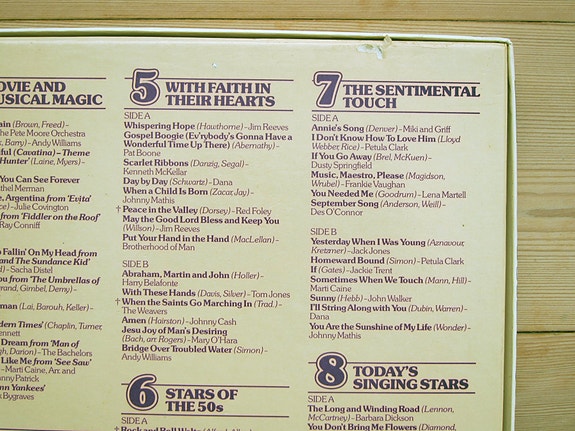 OVIE AND
USICAL MAGIC
ain (Brown, Freed)–
he Pete Moore Orchestra
, Barry)–Andy Williams
iful (Cavatina) – Theme
Hunter' (Laine, Myers)–
You Can See Forever
hel Merman
e, Argentina from 'Evita'
e)–Julie Covington
from 'Fiddler on the Roof'
Ray Conniff
p Fallin' On My Head from
and The Sundance Kid'
)–Sacha Distel
ou from 'The Umbrellas of
grand, Gimbel, Demy)–
man (Lai, Barouh, Keller)–
dern Times' (Chaplin, Turner,
ennett
Dream from 'Man of
gh, Darion)–The Bachelors
Like Me from 'See Saw'
–Marti Caine, Arr. and
nny Patrick
nn Yankees'
x Bygraves
5 WITH FAITH IN
THEIR HEARTS
SIDE A
Whispering Hope (Hawthorne)–Jim Reeves
Gospel Boogie (Ev'rybody's Gonna Have a
Wonderful Time Up There) (Abernathy)–
Pat Boone
Scarlet Ribbons (Danzig, Segal)–
Kenneth McKellar
Day by Day (Schwartz)–Dana
When a Child Is Born (Zacar, Jay)–
Johnny Mathis
†Peace in the Valley (Dorsey)–Red Foley
May the Good Lord Bless and Keep You
(Willson)–Jim Reeves
Put Your Hand in the Hand (MacLellan)–
Brotherhood of Man
SIDE B
Abraham, Martin and John (Holler)–
Harry Belafonte
With These Hands (Davis, Silver)–Tom Jones
†When the Saints Go Marching In (Trad.)–
The Weavers
Amen (Hairston)–Johnny Cash
Jesu Joy of Man's Desiring
(Bach, arr Rogers)–Mary O'Hara
Bridge Over Troubled Water (Simon)–
Andy Williams
6 STARS OF
THE 50s
SIDE A
†Rock and Roll Waltz
7 THE SENTIMENTAL
TOUCH
SIDE A
Annie's Song (Denver)–Miki and Griff
I Don't Know How To Love Him (Lloyd
Webber, Rice)–Petula Clark
If You Go Away (Brel, McKuen)–
Dusty Springfield
Music, Maestro, Please (Magidson,
Wrubel)–Frankie Vaughan
You Needed Me (Goodrum)–Lena Martell
September Song (Anderson, Weill)–
Des O'Connor
SIDE B
Yesterday When I Was Young (Aznavour,
Kretzmer)–Jack Jones
Homeward Bound (Simon)–Petula Clark
If (Gates)–Jackie Trent
Sometimes When We Touch (Mann, Hill)–
Marti Caine
Sunny (Hebb)–John Walker
I'll String Along with You (Dubin, Warren)–
Dana
You Are the Sunshine of My Life (Wonder)–
Johnny Mathis
8 TODAY'S
SINGING STARS
SIDE A
The Long and Winding Road (Lennon,
McCartney)–Barbara Dickson
You Don't Bring Me Flowers (Diamond,